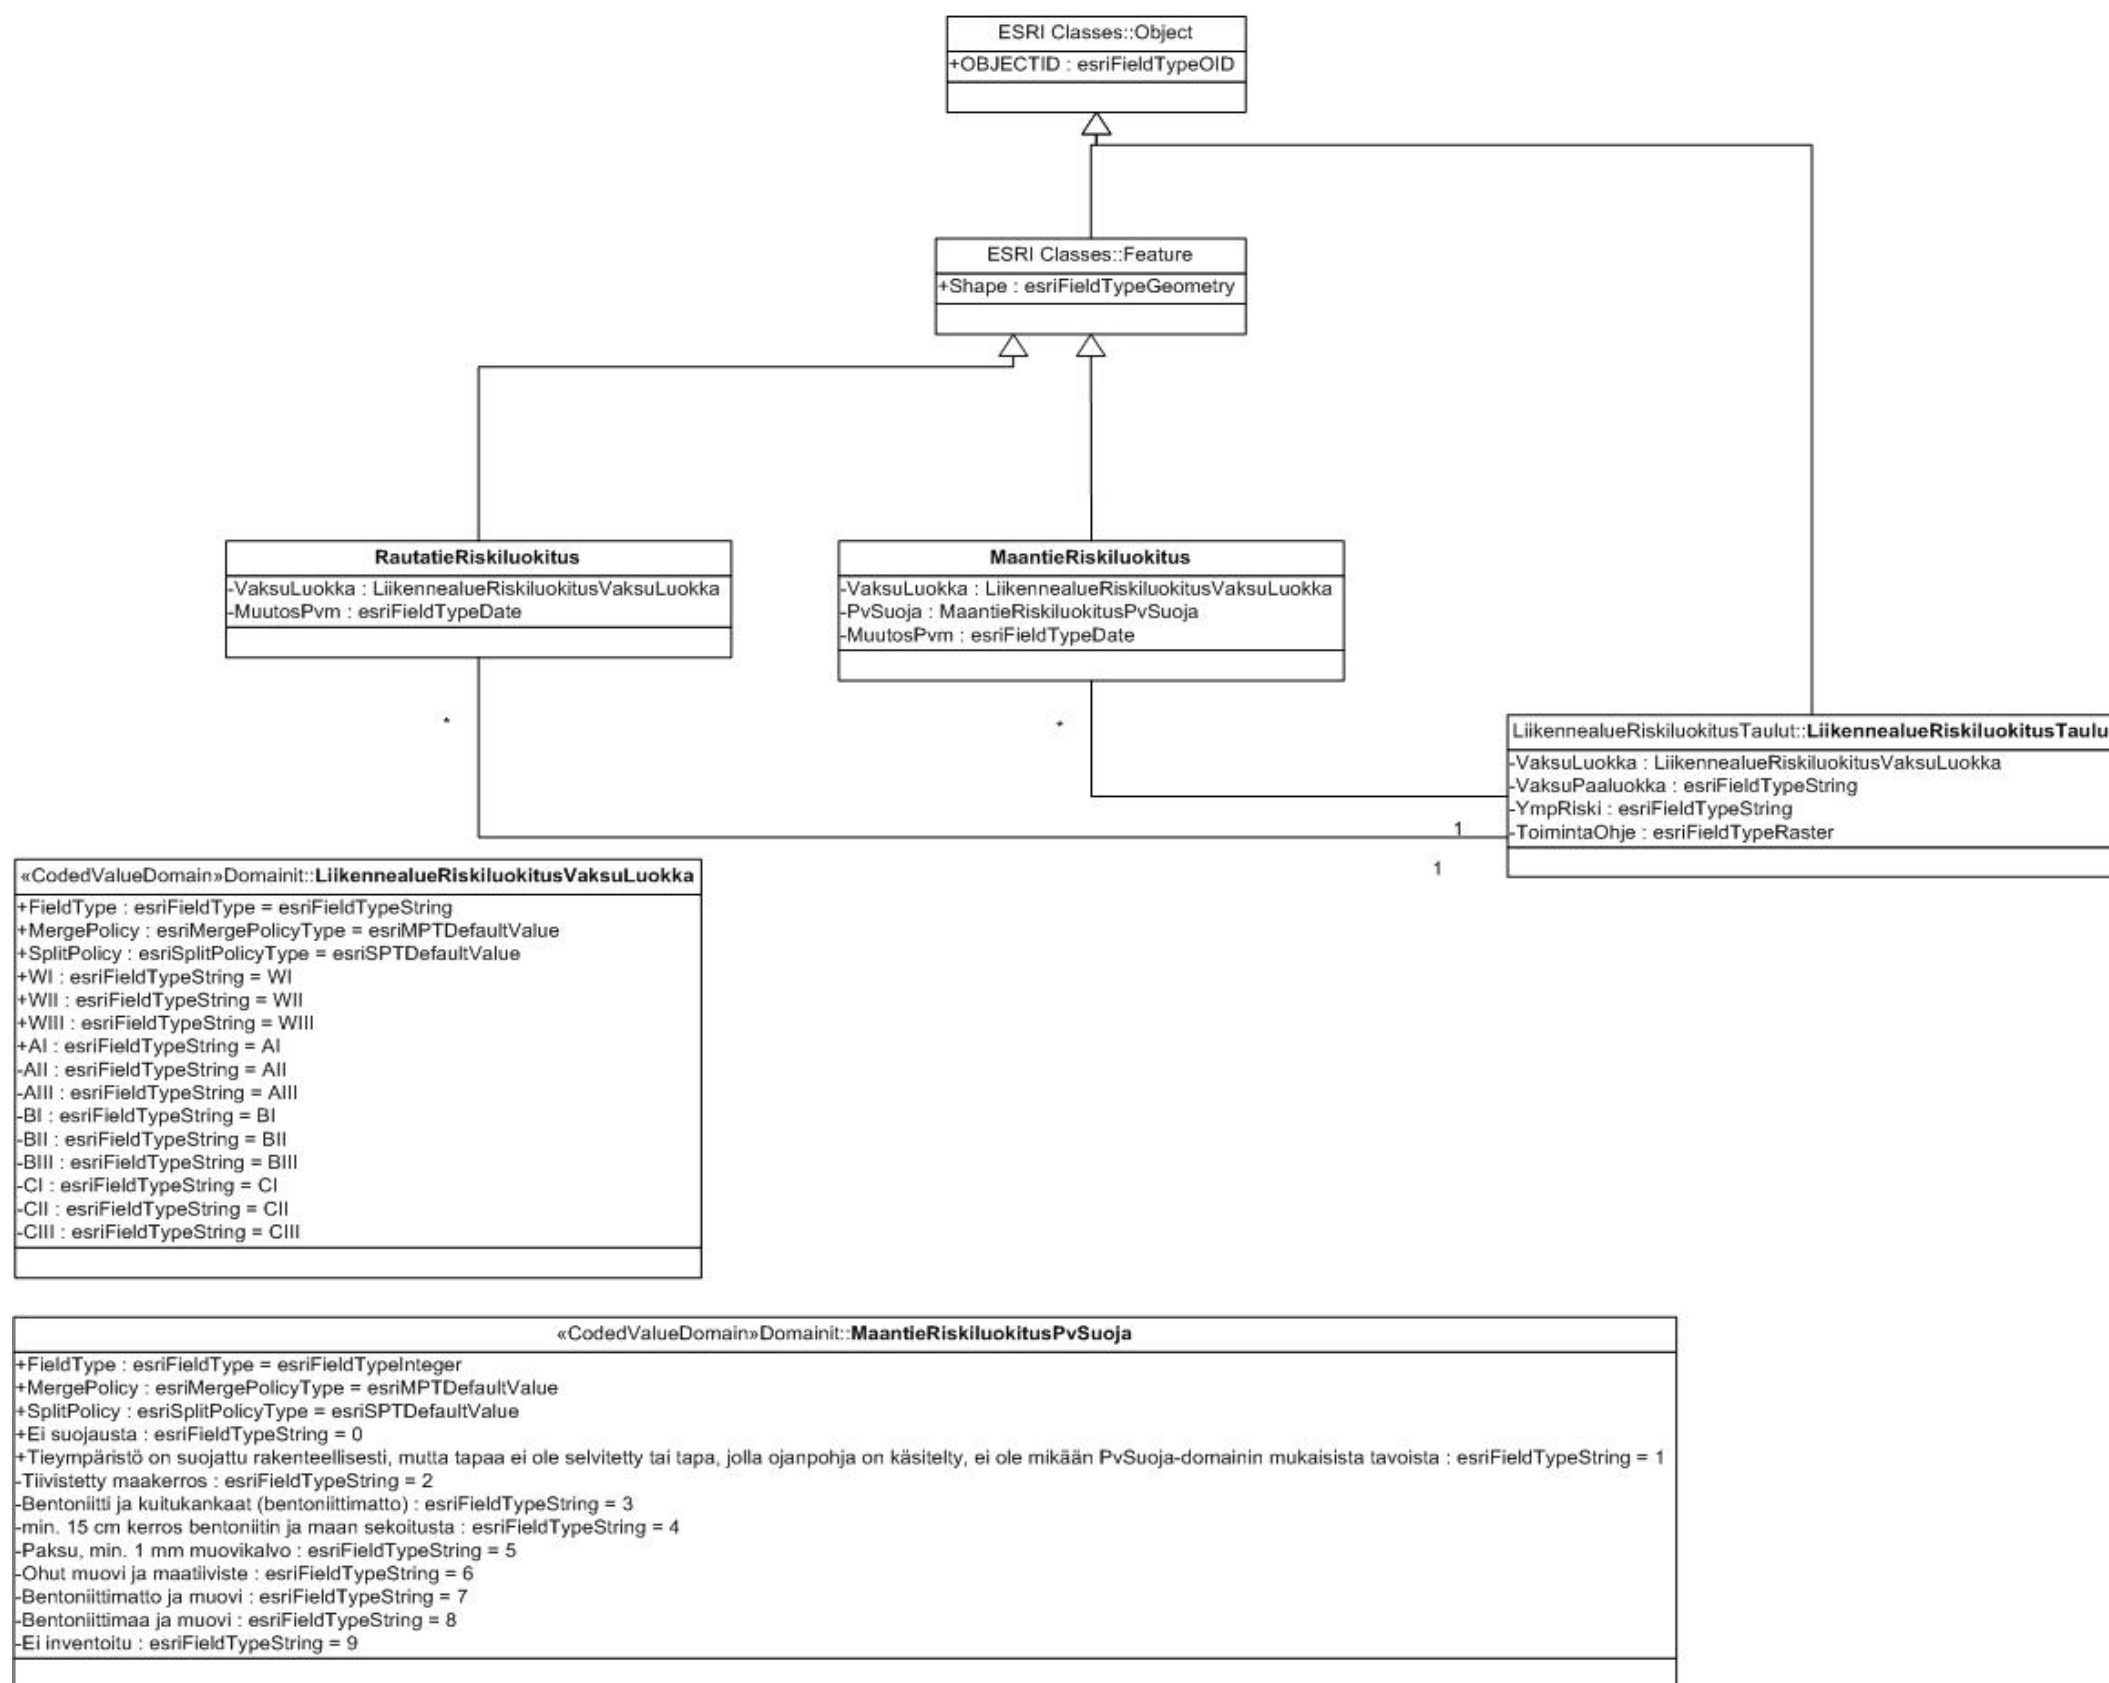 ESRI Classes::Object
+OBJECTID : esriFieldTypeOID
ESRI Classes::Feature
+Shape : esriFieldTypeGeometry
RautatieRiskiluokitus
-VaksuLuokka : LiikennealueRiskiluokitusVaksuLuokka
-MuutosPvm : esriFieldTypeDate
MaantieRiskiluokitus
-VaksuLuokka : LiikennealueRiskiluokitusVaksuLuokka
-PvSuoja : MaantieRiskiluokitusPvSuoja
-MuutosPvm : esriFieldTypeDate
*
*
LiikennealueRiskiluokitusTaulut::LiikennealueRiskiluokitusTaulu
-VaksuLuokka : LiikennealueRiskiluokitusVaksuLuokka
-VaksuPaaluokka : esriFieldTypeString
-YmpRiski : esriFieldTypeString
-ToimintaOhje : esriFieldTypeRaster
1
1
«CodedValueDomain»Domainit::LiikennealueRiskiluokitusVaksuLuokka
+FieldType : esriFieldType = esriFieldTypeString
+MergePolicy : esriMergePolicyType = esriMPTDefaultValue
+SplitPolicy : esriSplitPolicyType = esriSPTDefaultValue
+WI : esriFieldTypeString = WI
+WII : esriFieldTypeString = WII
+WIII : esriFieldTypeString = WIII
+AI : esriFieldTypeString = AI
-AII : esriFieldTypeString = AII
-AIII : esriFieldTypeString = AIII
-BI : esriFieldTypeString = BI
-BII : esriFieldTypeString = BII
-BIII : esriFieldTypeString = BIII
-CI : esriFieldTypeString = CI
-CII : esriFieldTypeString = CII
-CIII : esriFieldTypeString = CIII
«CodedValueDomain»Domainit::MaantieRiskiluokitusPvSuoja
+FieldType : esriFieldType = esriFieldTypeInteger
+MergePolicy : esriMergePolicyType = esriMPTDefaultValue
+SplitPolicy : esriSplitPolicyType = esriSPTDefaultValue
+Ei suojausta : esriFieldTypeString = 0
+Tieympäristö on suojattu rakenteellisesti, mutta tapaa ei ole selvitetty tai tapa, jolla ojanpohja on käsitelty, ei ole mikään PvSuoja-domainin mukaisista tavoista : esriFieldTypeString = 1
-Tiivistetty maakerros : esriFieldTypeString = 2
-Bentoniitti ja kuitukankaat (bentoniittimatto) : esriFieldTypeString = 3
-min. 15 cm kerros bentoniitin ja maan sekoitusta : esriFieldTypeString = 4
-Paksu, min. 1 mm muovikalvo : esriFieldTypeString = 5
-Ohut muovi ja maatiiviste : esriFieldTypeString = 6
-Bentoniittimatto ja muovi : esriFieldTypeString = 7
-Bentoniittimaa ja muovi : esriFieldTypeString = 8
-Ei inventoitu : esriFieldTypeString = 9